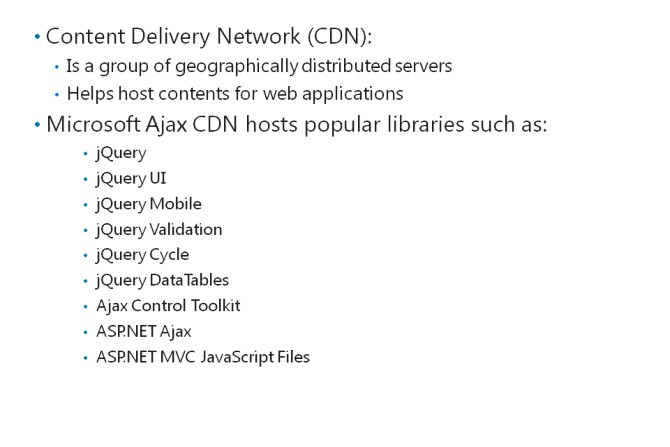 • Content Delivery Network (CDN):
• Is a group of geographically distributed servers
• Helps host contents for web applications
• Microsoft Ajax CDN hosts popular libraries such as:
• jQuery
• jQuery UI
• jQuery Mobile
• jQuery Validation
• jQuery Cycle
• jQuery DataTables
• Ajax Control Toolkit
• ASP.NET Ajax
• ASP.NET MVC JavaScript Files